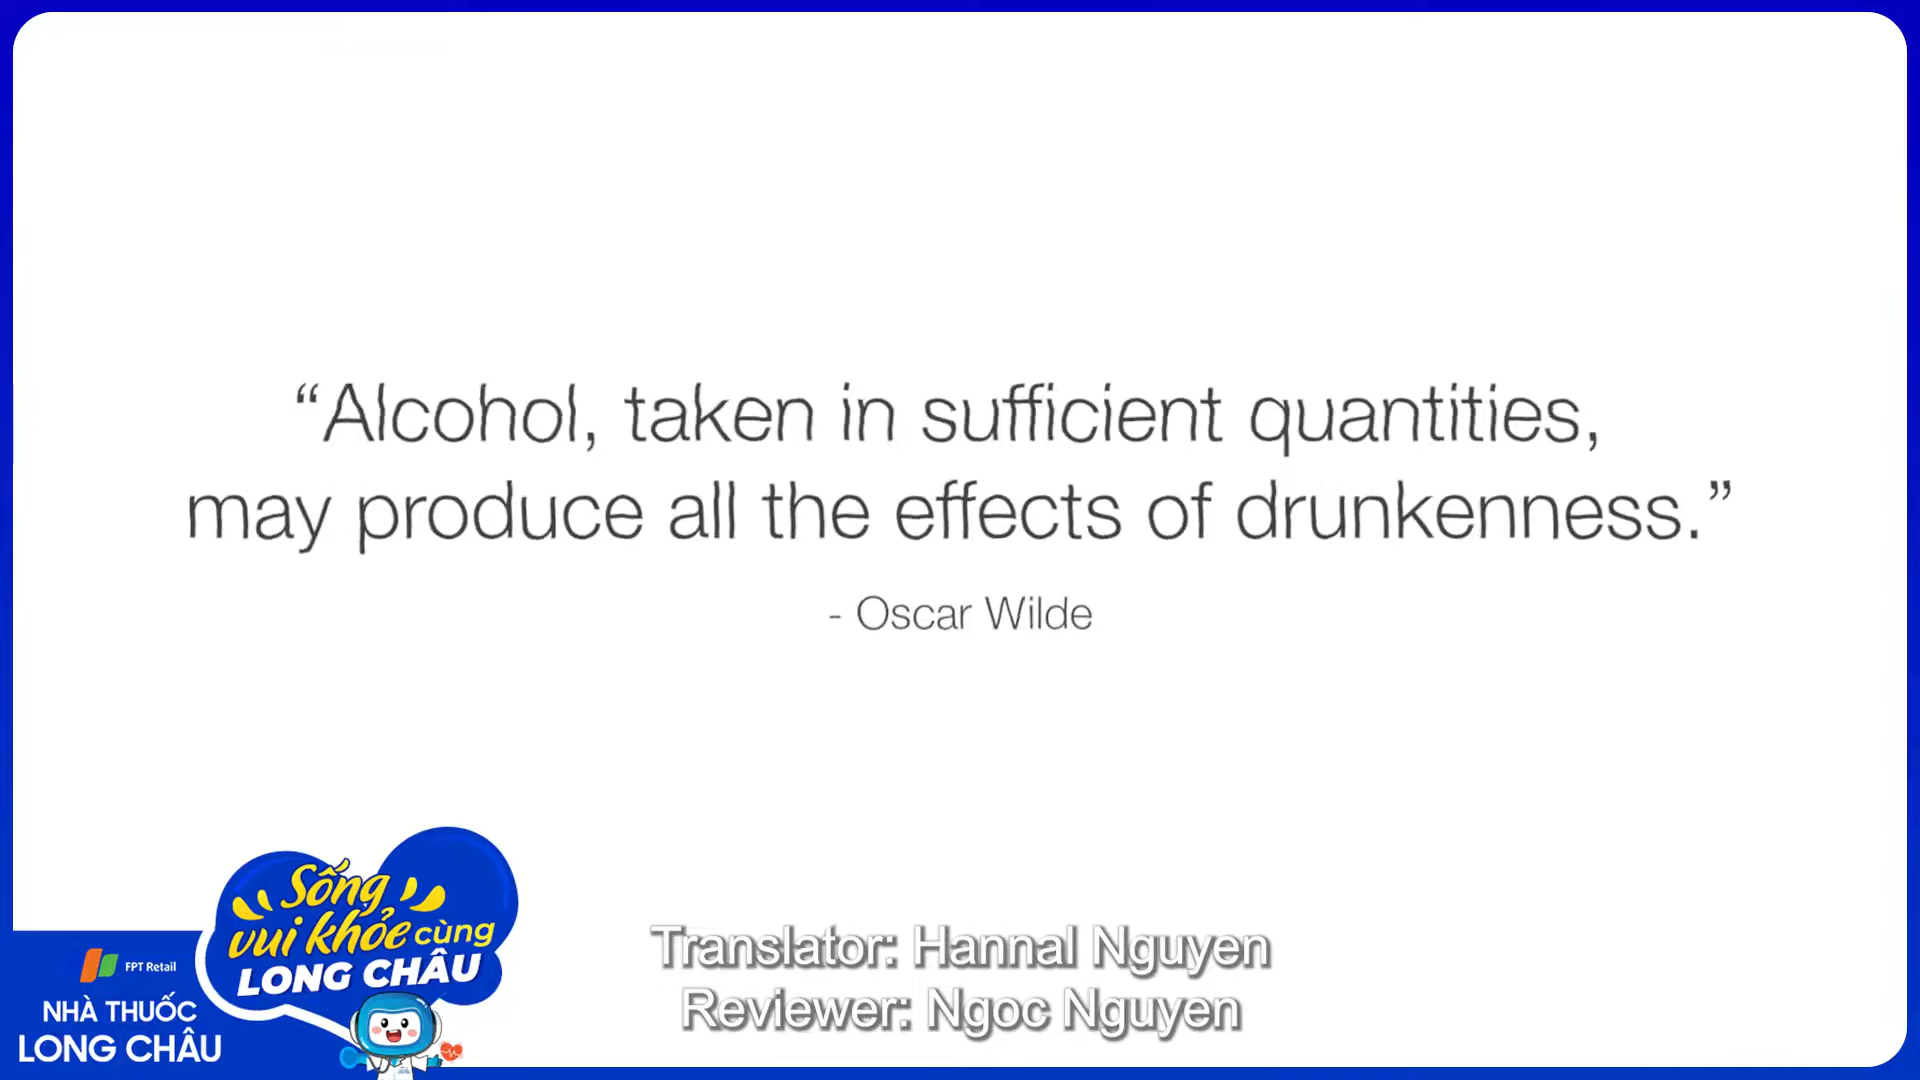 “Alcohol, taken in sufficient quantities,
may produce all the effects of drunkenness.”
- Oscar Wilde
Sống
vui khỏe cùng
LONG CHÂU
FPT Retail
NHÀ THUỐC
LONG CHÂU
Translator: Hannal Nguyen
Reviewer: Ngoc Nguyen